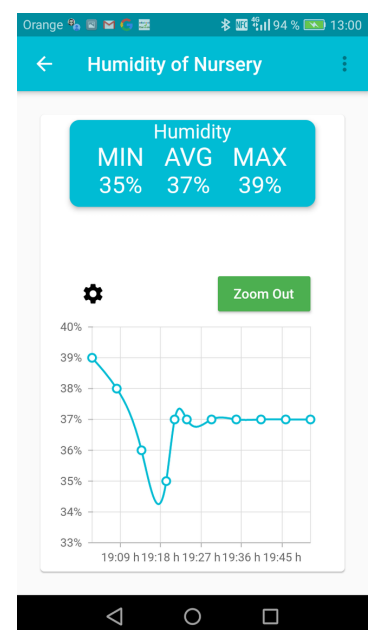 Orange 94 % 13:00
Humidity of Nursery
Humidity
MIN AVG MAX
35% 37% 39%
Zoom Out
40%
39%
38%
37%
36%
35%
34%
33%
19:09 h 19:18 h 19:27 h 19:36 h 19:45 h